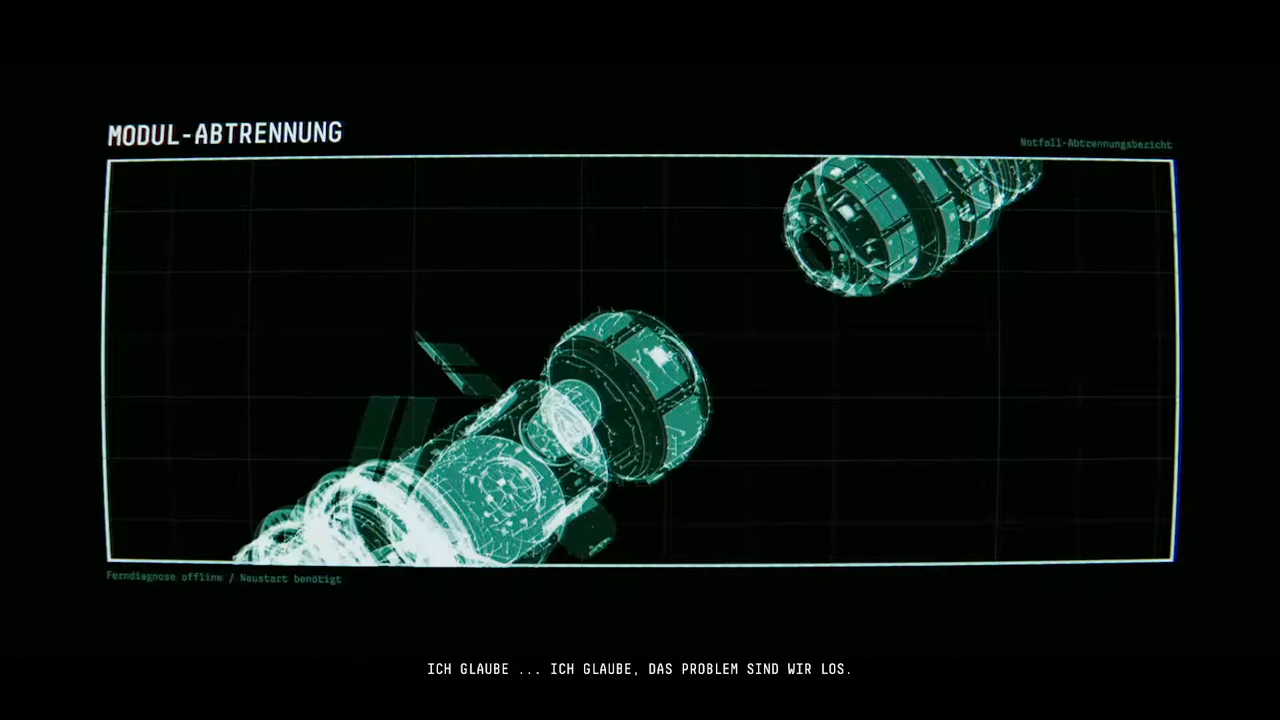 MODUL-ABTRENNUNG
Notfall-Abtrennungsbericht
Ferndiagnose offline / Neustart benötigt
ICH GLAUBE ... ICH GLAUBE, DAS PROBLEM SIND WIR LOS.